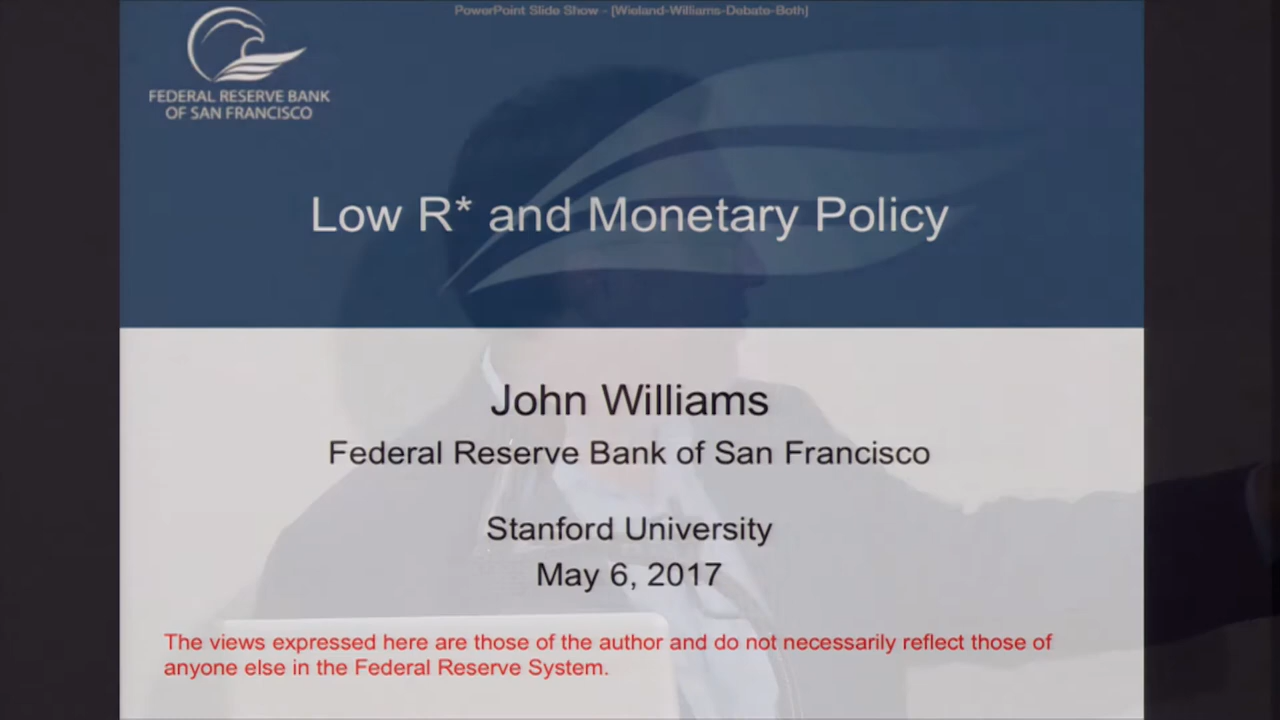 PowerPoint Slide Show - [Wieland-Williams-Debate-Both]
FEDERAL RESERVE BANK
OF SAN FRANCISCO
Low R* and Monetary Policy
John Williams
Federal Reserve Bank of San Francisco
Stanford University
May 6, 2017
The views expressed here are those of the author and do not necessarily reflect those of
anyone else in the Federal Reserve System.